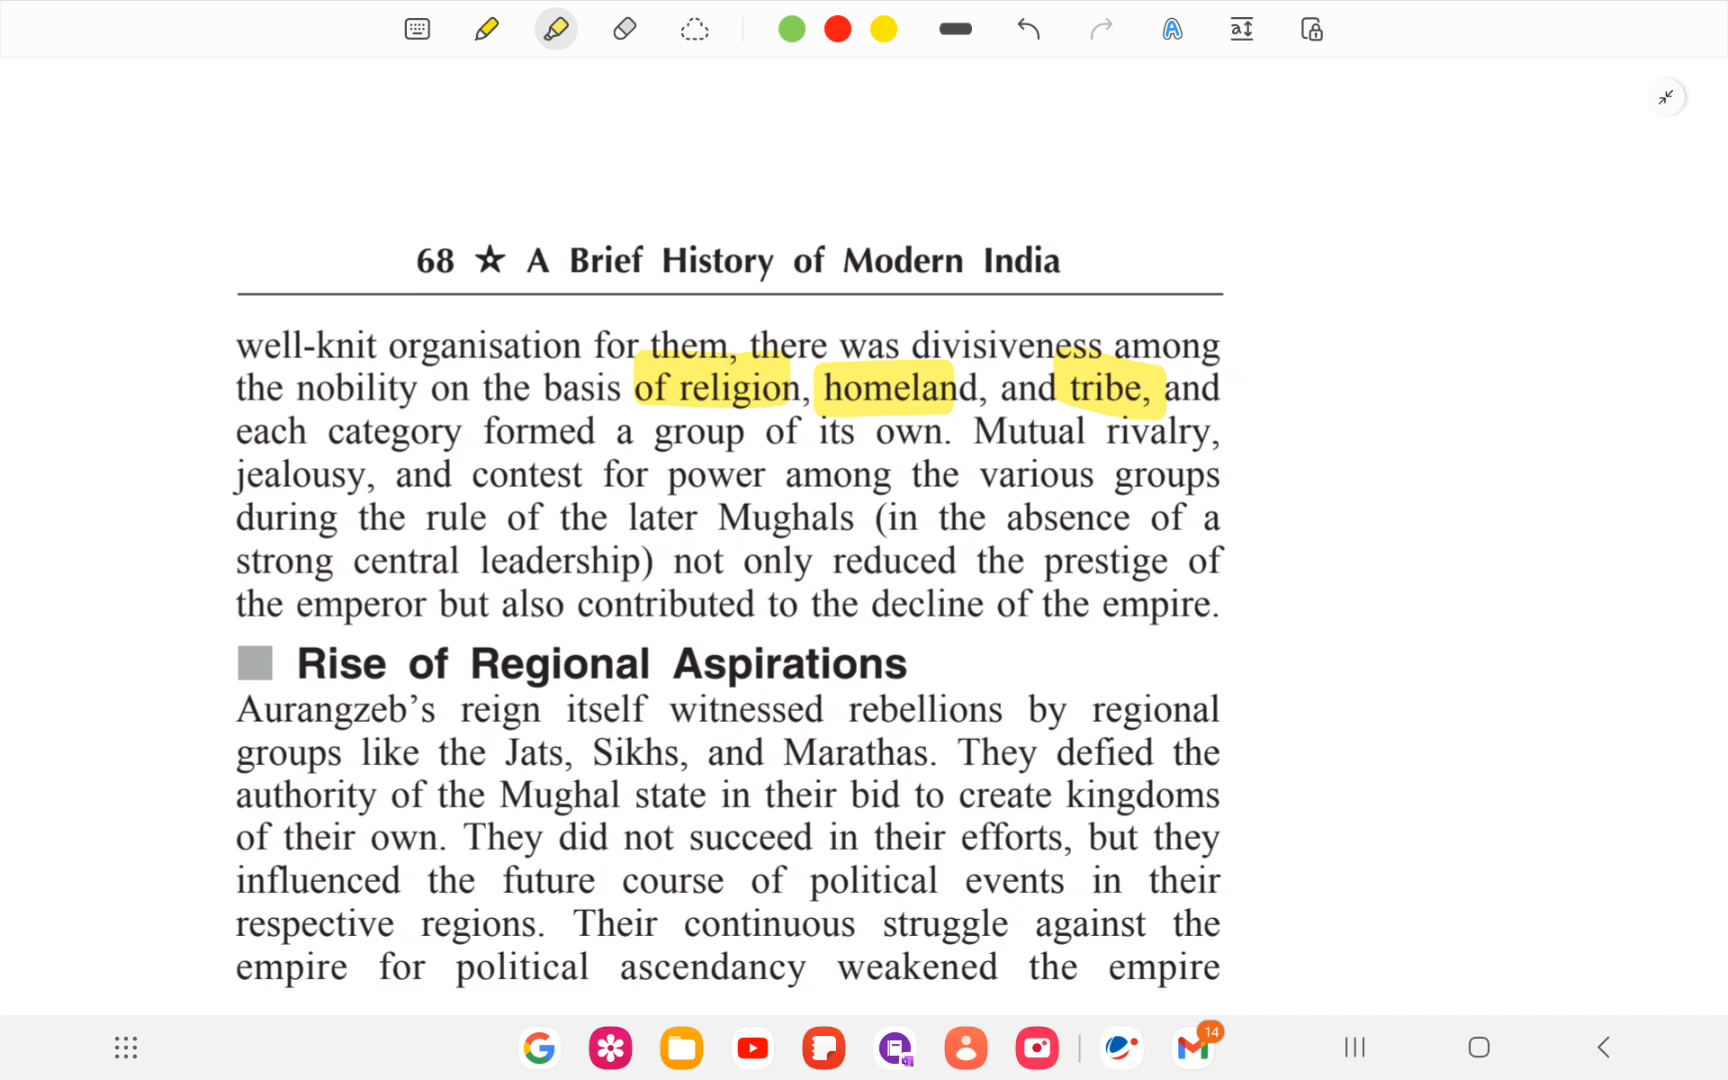 68 ☆ A Brief History of Modern India
well-knit organisation for them, there was divisiveness among
the nobility on the basis of religion, homeland, and tribe, and
each category formed a group of its own. Mutual rivalry,
jealousy, and contest for power among the various groups
during the rule of the later Mughals (in the absence of a
strong central leadership) not only reduced the prestige of
the emperor but also contributed to the decline of the empire.
Rise of Regional Aspirations
Aurangzeb’s reign itself witnessed rebellions by regional
groups like the Jats, Sikhs, and Marathas. They defied the
authority of the Mughal state in their bid to create kingdoms
of their own. They did not succeed in their efforts, but they
influenced the future course of political events in their
respective regions. Their continuous struggle against the
empire for political ascendancy weakened the empire
14